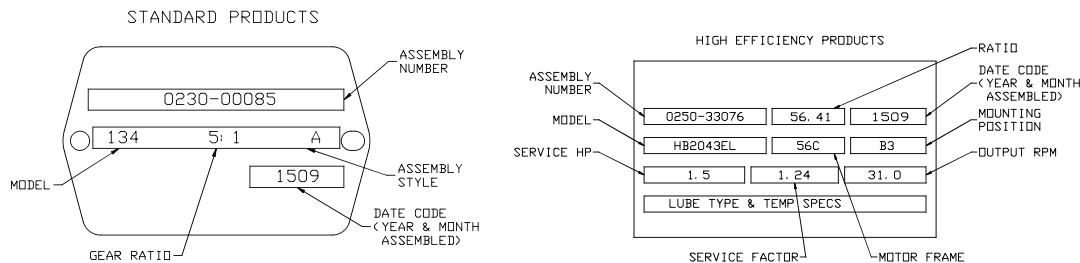 STANDARD PRODUCTS
ASSEMBLY
NUMBER
0230-00085
134 5:1 A
ASSEMBLY
STYLE
MODEL
1509
DATE CODE
(YEAR & MONTH
ASSEMBLED)
GEAR RATIO
HIGH EFFICIENCY PRODUCTS
RATIO
ASSEMBLY
NUMBER
DATE CODE
(YEAR & MONTH
ASSEMBLED)
0250-33076 56.41 1509
MODEL
MOUNTING
POSITION
HB2043EL 56C B3
SERVICE HP
OUTPUT RPM
1.5 1.24 31.0
LUBE TYPE & TEMP SPECS
SERVICE FACTOR
MOTOR FRAME